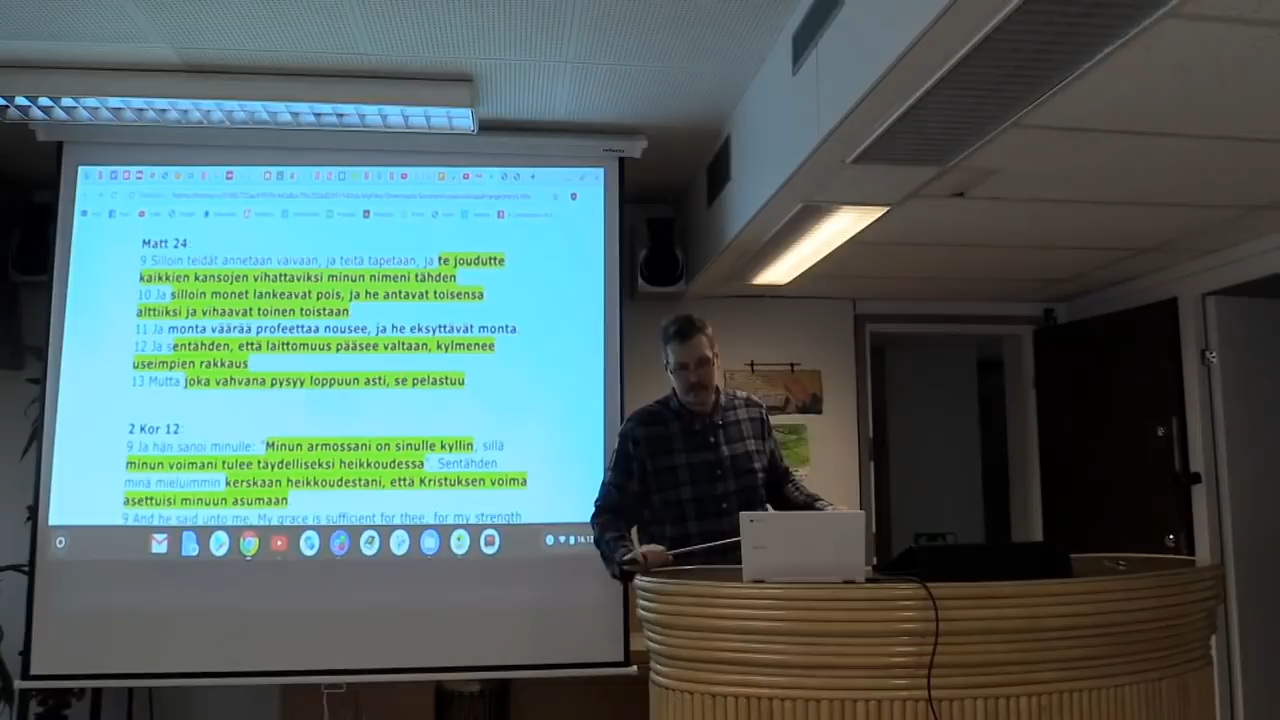 reflecta
Matt 24:
9 Silloin teidät annetaan vaivaan, ja teitä tapetaan, ja te joudutte
kaikkien kansojen vihattaviksi minun nimeni tähden
10 Ja silloin monet lankeavat pois, ja he antavat toisensa
alttiiksi ja vihaavat toinen toistaan
11 Ja monta väärää profeettaa nousee, ja he eksyttävät monta
12 Ja sentähden, että laittomuus pääsee valtaan, kylmenee
useimpien rakkaus
13 Mutta joka vahvana pysyy loppuun asti, se pelastuu
2 Kor 12:
9 Ja hän sanoi minulle: "Minun armossani on sinulle kyllin, sillä
minun voimani tulee täydelliseksi heikkoudessa". Sentähden
minä mieluimmin kerskaan heikkoudestani, että Kristuksen voima
asettuisi minuun asumaan
9 And he said unto me, My grace is sufficient for thee, for my strength